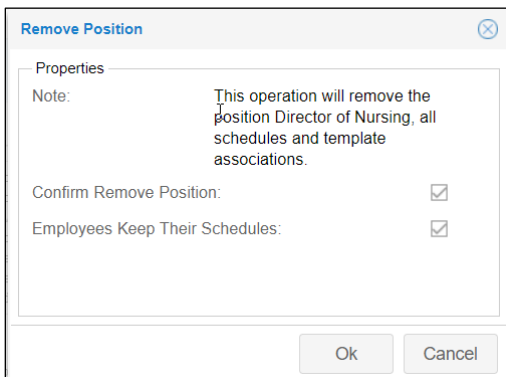 Remove Position
Properties
Note:
This operation will remove the
position Director of Nursing, all
schedules and template
associations.
Confirm Remove Position:
Employees Keep Their Schedules:
Ok
Cancel